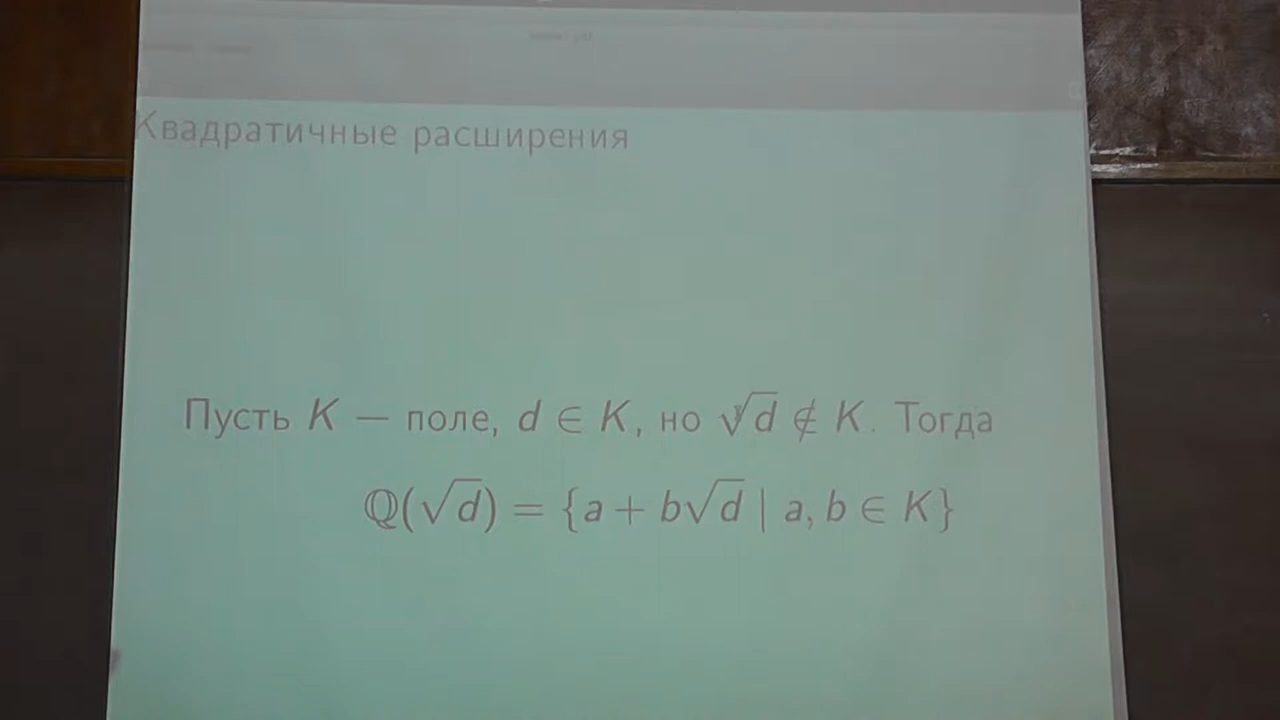 Квадратичные расширения
Пусть K — поле, d ∈ K, но √d ∉ K. Тогда
ℚ(√d) = {a + b√d | a, b ∈ K}